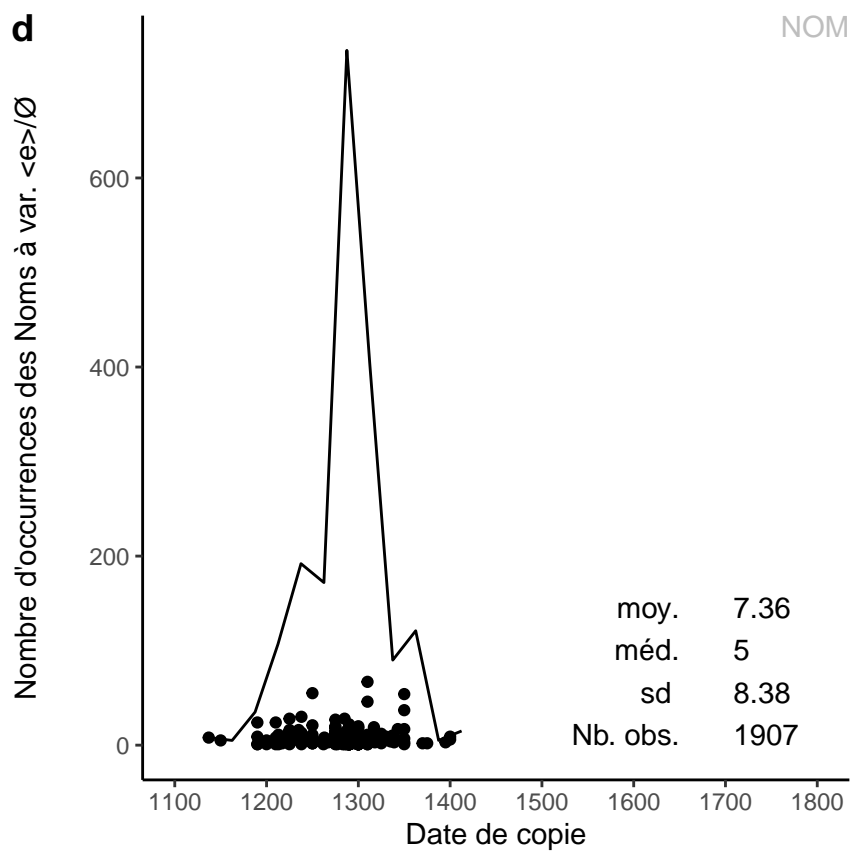 d
NOM
Nombre d'occurrences des Noms à var. <e>/Ø
600
400
200
0
moy. 7.36
méd. 5
sd 8.38
Nb. obs. 1907
1100 1200 1300 1400 1500 1600 1700 1800
Date de copie